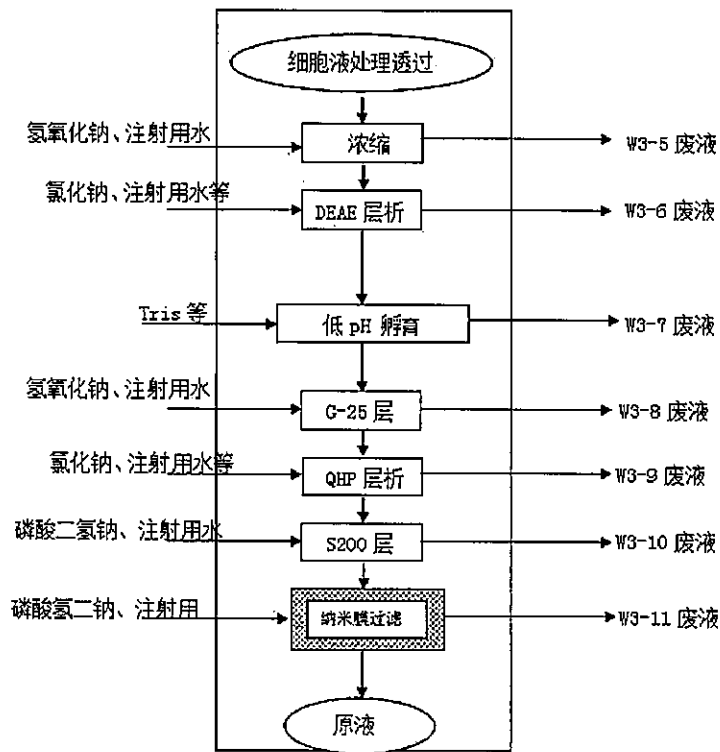 细胞液处理透过
氢氧化钠、注射用水
浓缩
W3-5 废液
氯化钠、注射用水等
DEAE 层析
W3-6 废液
Tris 等
低 pH 孵育
W3-7 废液
氢氧化钠、注射用水
G-25 层
W3-8 废液
氯化钠、注射用水等
QHP 层析
W3-9 废液
磷酸二氢钠、注射用水
S200 层
W3-10 废液
磷酸氢二钠、注射用
纳米膜过滤
W3-11 废液
原液